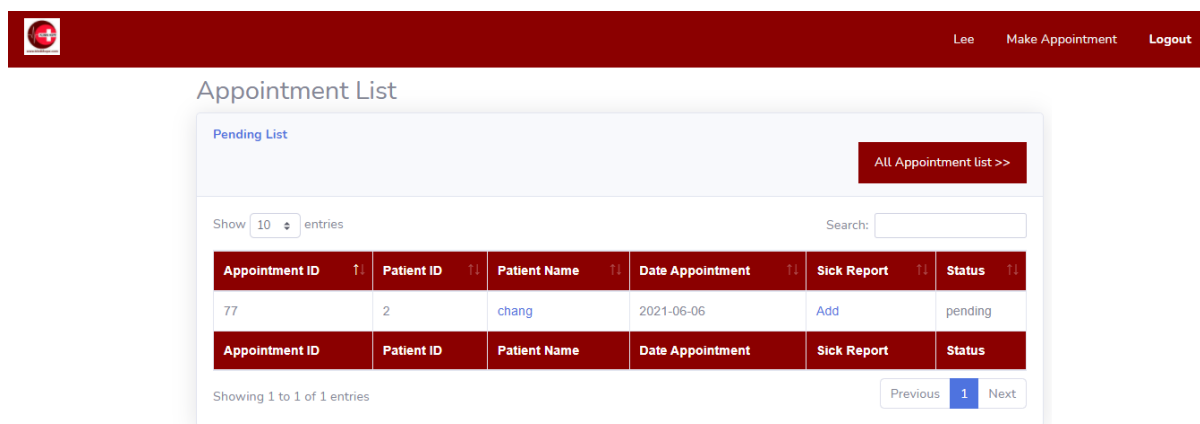 Lee Make Appointment Logout
Appointment List
Pending List
All Appointment list >>
Show 10 entries
Search:
Appointment ID Patient ID Patient Name Date Appointment Sick Report Status
77 2 chang 2021-06-06 Add pending
Appointment ID Patient ID Patient Name Date Appointment Sick Report Status
Showing 1 to 1 of 1 entries
Previous 1 Next